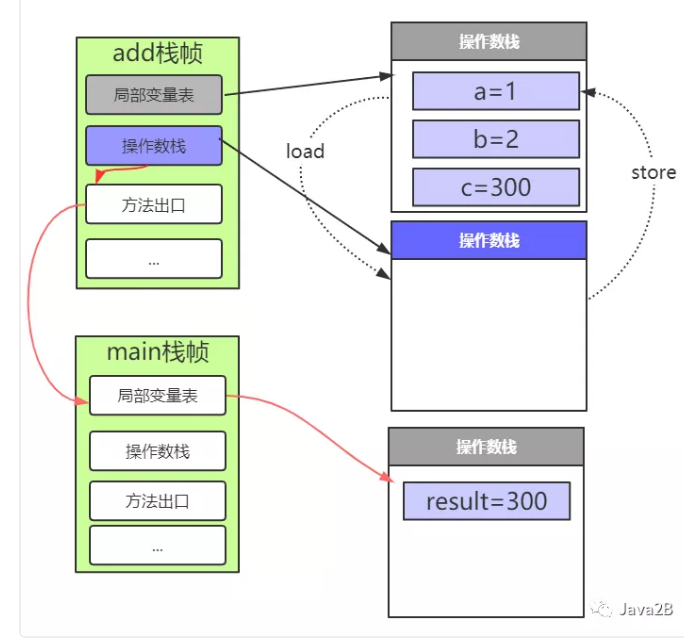 add栈帧
局部变量表
操作数栈
方法出口
...
操作数栈
a=1
b=2
c=300
load
store
操作数栈
main栈帧
局部变量表
操作数栈
方法出口
...
操作数栈
result=300
Java2B